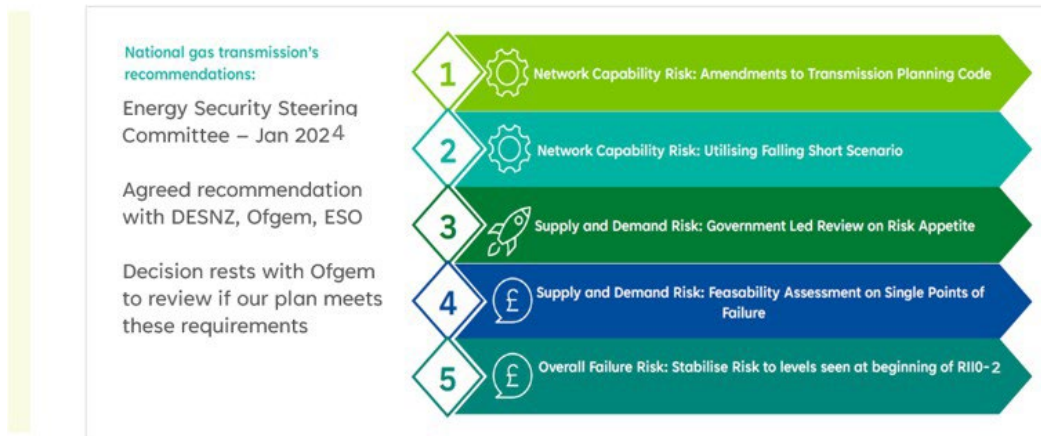 National gas transmission's
recommendations:
Energy Security Steering
Committee – Jan 2024
Agreed recommendation
with DESNZ, Ofgem, ESO
Decision rests with Ofgem
to review if our plan meets
these requirements
1
Network Capability Risk: Amendments to Transmission Planning Code
2
Network Capability Risk: Utilising Falling Short Scenario
3
Supply and Demand Risk: Government Led Review on Risk Appetite
4
£
Supply and Demand Risk: Feasability Assessment on Single Points of
Failure
5
£
Overall Failure Risk: Stabilise Risk to levels seen at beginning of RII0-2